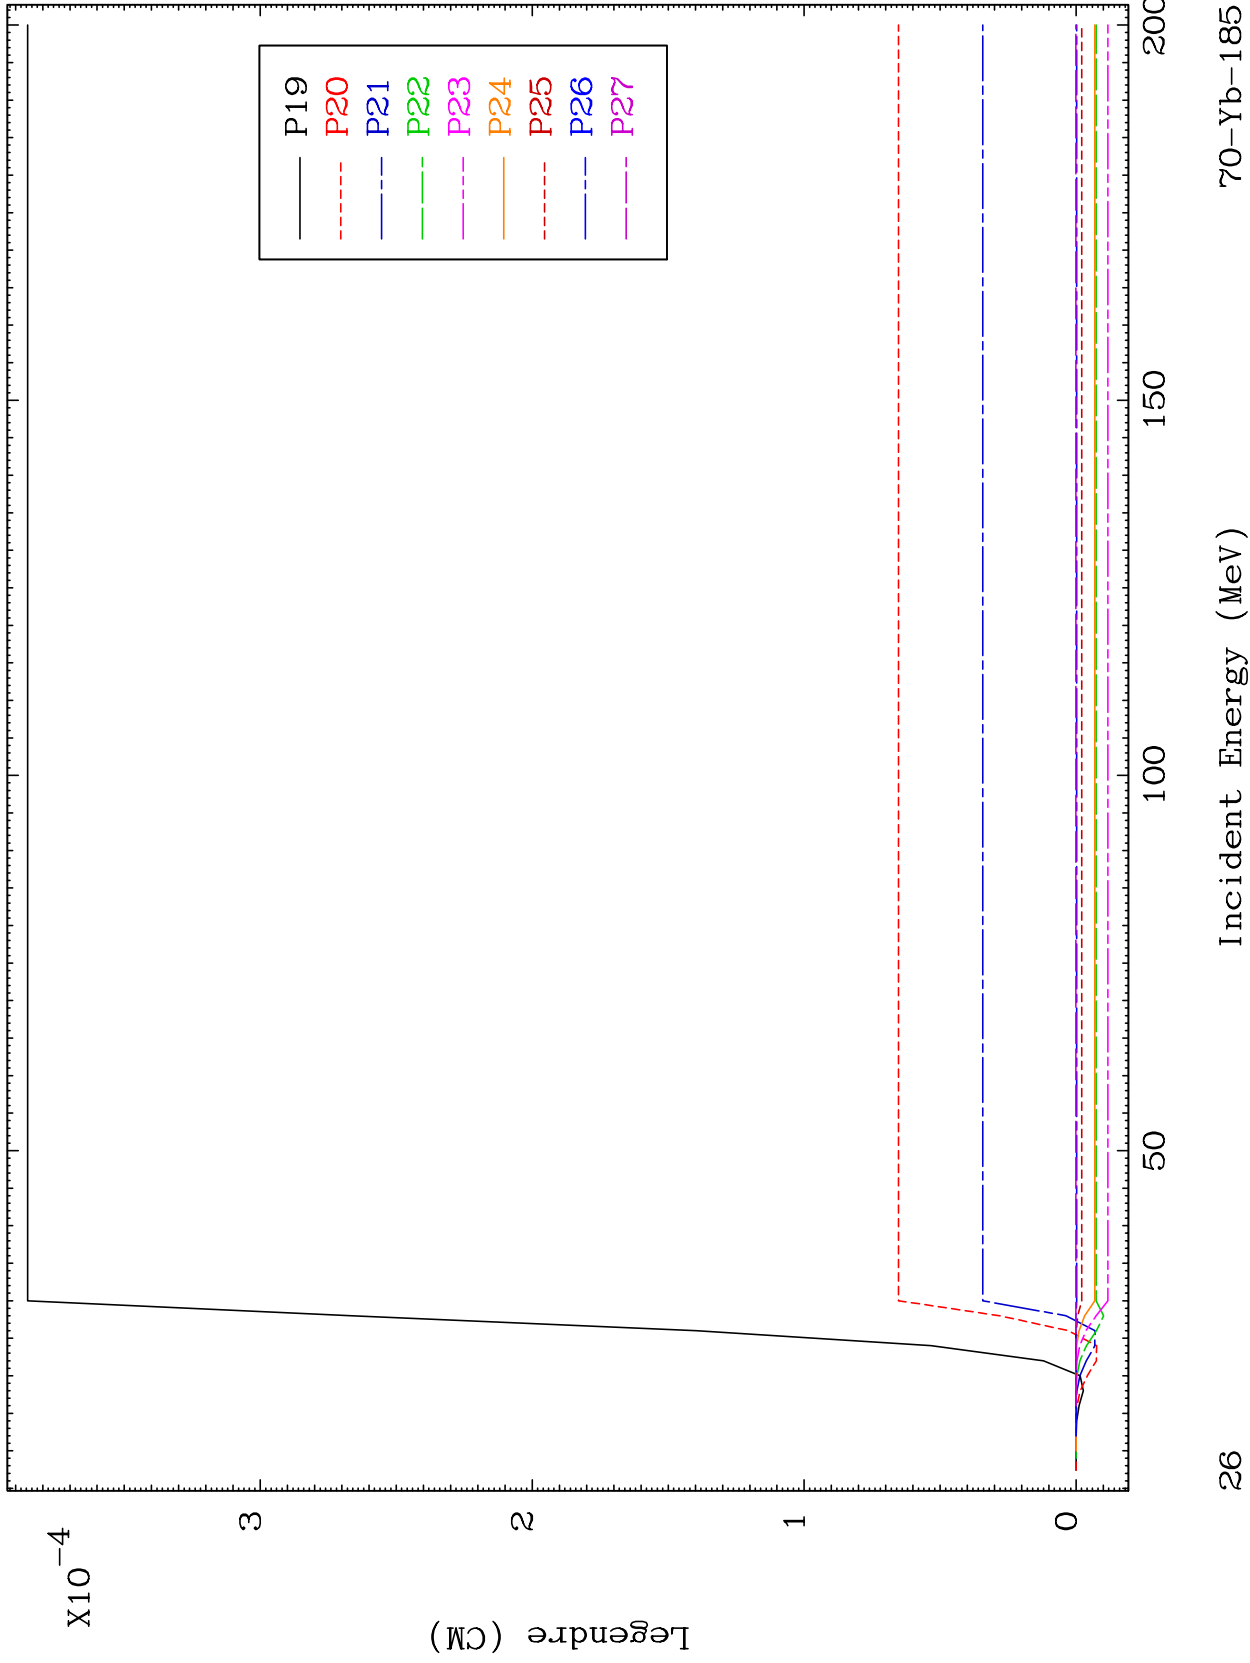 X10-4
Legendre (CM)
3
2
1
0
50
100
150
200
Incident Energy (MeV)
P19
P20
P21
P22
P23
P24
P25
P26
P27
26
70-Yb-185